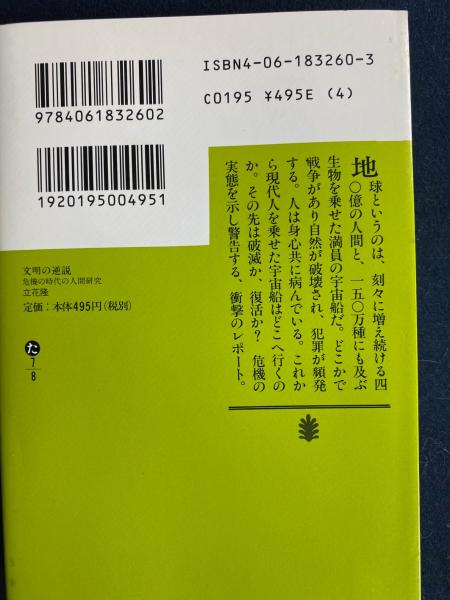 ISBN4-06-183260-3
C0195 ¥495E (4)
9784061832602
1920195004951
文明の逆説
危機の時代の人間研究
立花隆
定価:本体495円(税別)
た
7
8
地球というのは、刻々に増え続ける四
〇億の人間と、一五〇万種にも及ぶ
生物を乗せた満員の宇宙船だ。どこかで
戦争があり自然が破壊され、犯罪が頻発
する。人は身心共に病んでいる。これか
ら現代人を乗せた宇宙船はどこへ行くの
か。その先は破滅か、復活か? 危機の
実態を示し警告する、衝撃のレポート。